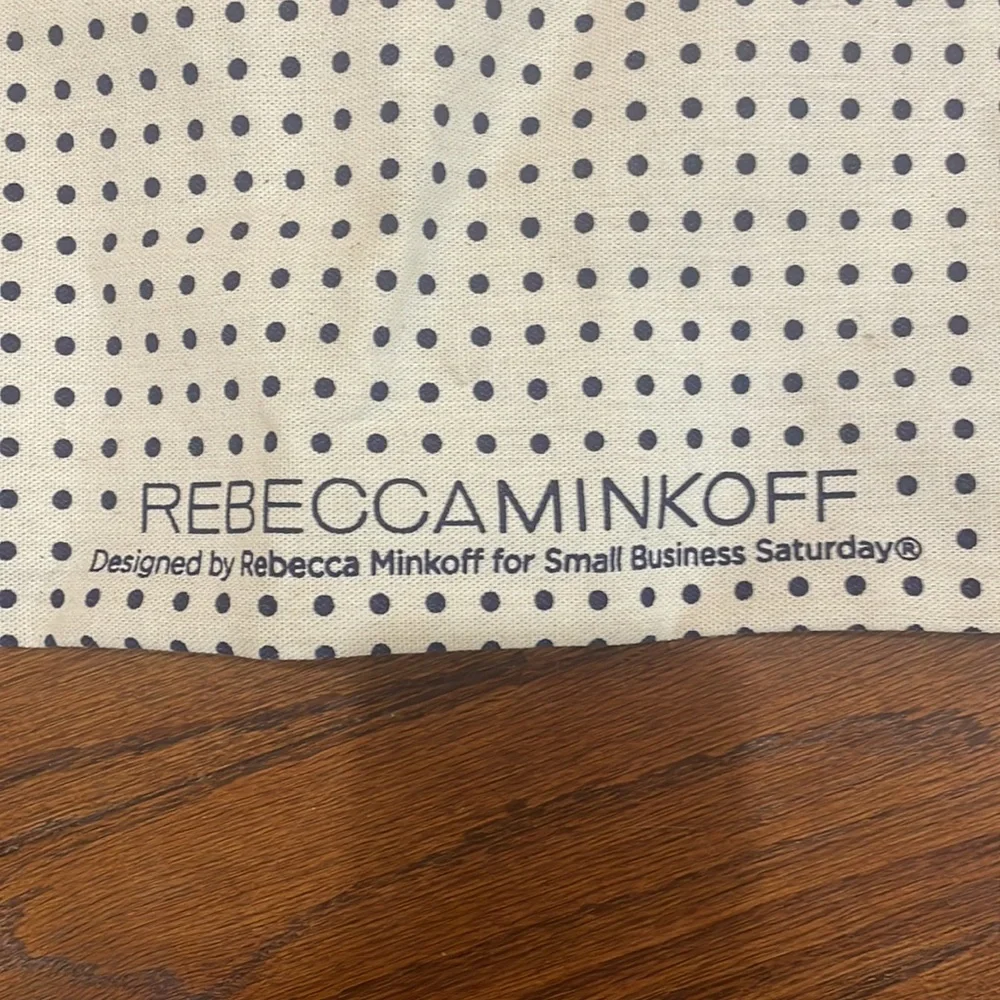 REBECCAMINKOFF
Designed by Rebecca Minkoff for Small Business Saturday®